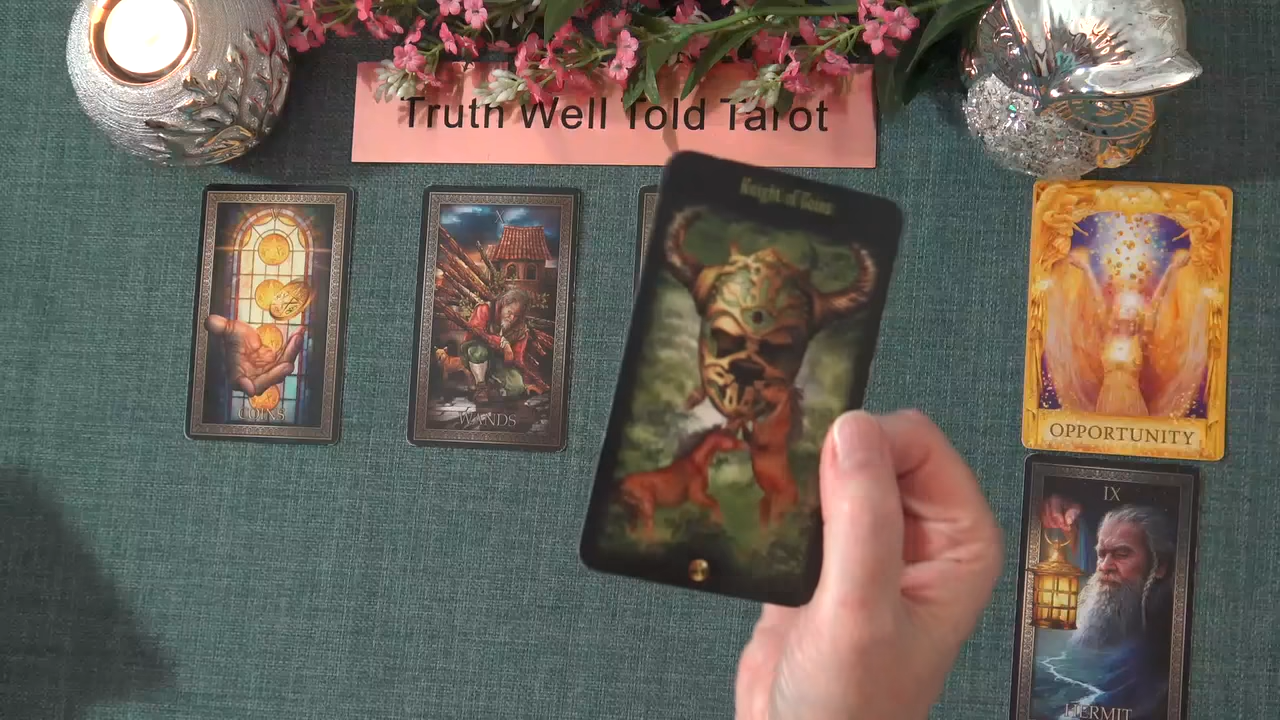 Truth Well Told Tarot
Knight of Coins
COINS
WANDS
OPPORTUNITY
IX
HERMIT